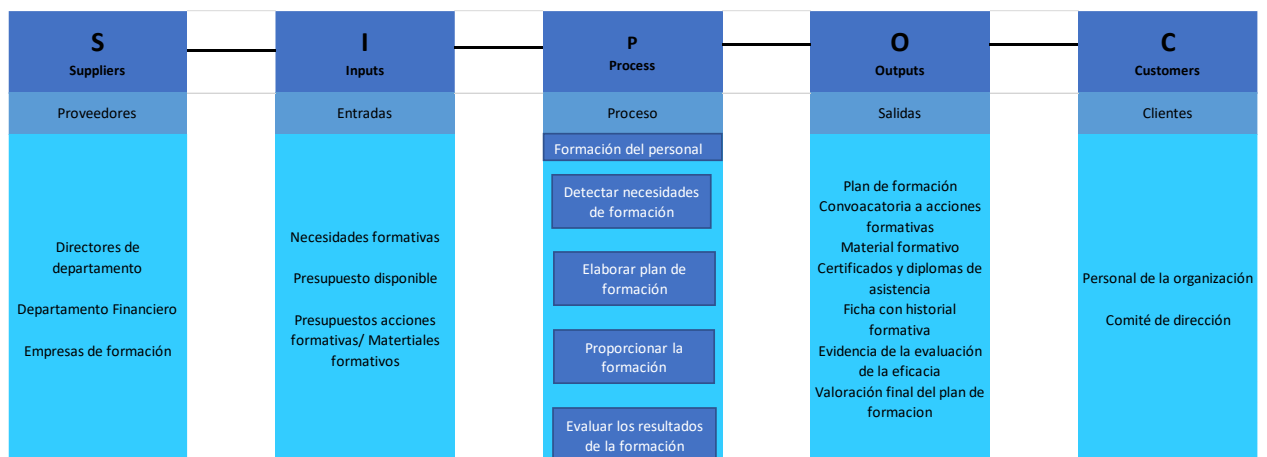 S
Suppliers
Proveedores
Directores de
departamento
Departamento Financiero
Empresas de formación
I
Inputs
Entradas
Necesidades formativas
Presupuesto disponible
Presupuestos acciones
formativas/ Matertiales
formativos
P
Process
Proceso
Formación del personal
Detectar necesidades
de formación
Elaborar plan de
formación
Proporcionar la
formación
Evaluar los resultados
de la formación
O
Outputs
Salidas
Plan de formación
Convoacatoria a acciones
formativas
Material formativo
Certificados y diplomas de
asistencia
Ficha con historial
formativa
Evidencia de la evaluación
de la eficacia
Valoración final del plan de
formacion
C
Customers
Clientes
Personal de la organización
Comité de dirección